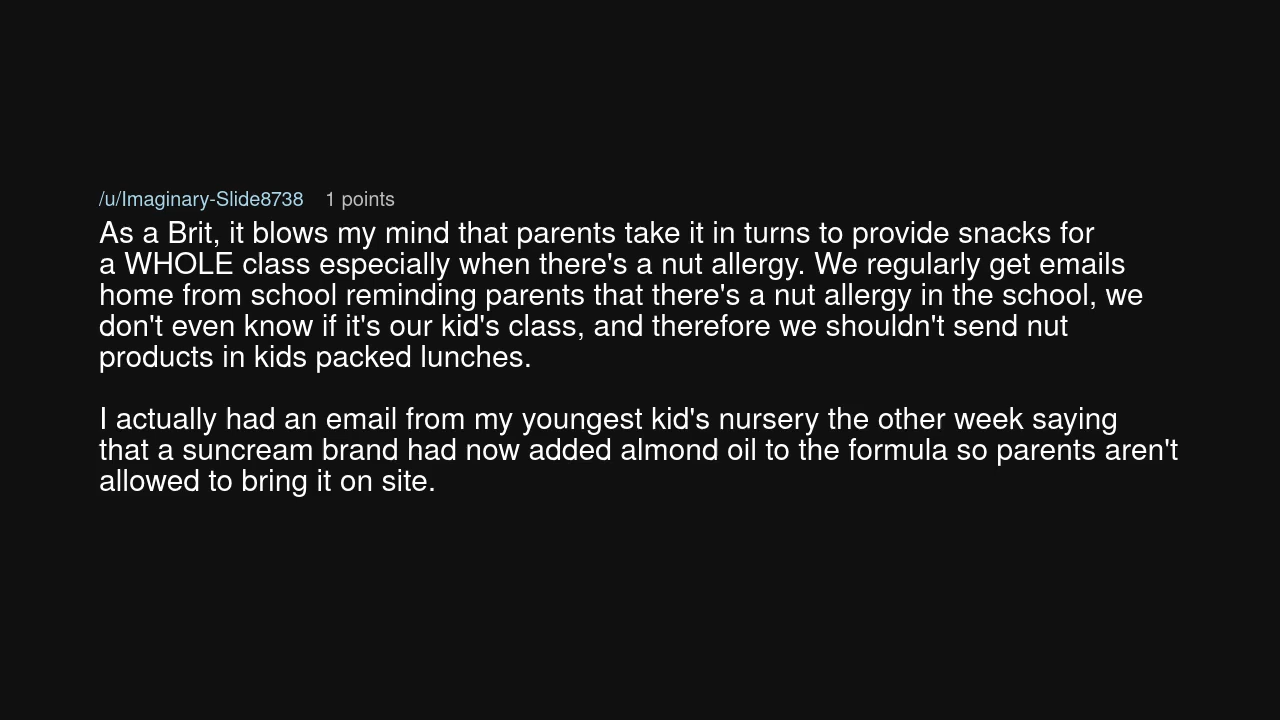 /u/Imaginary-Slide8738 1 points
As a Brit, it blows my mind that parents take it in turns to provide snacks for
a WHOLE class especially when there's a nut allergy. We regularly get emails
home from school reminding parents that there's a nut allergy in the school, we
don't even know if it's our kid's class, and therefore we shouldn't send nut
products in kids packed lunches.
I actually had an email from my youngest kid's nursery the other week saying
that a suncream brand had now added almond oil to the formula so parents aren't
allowed to bring it on site.